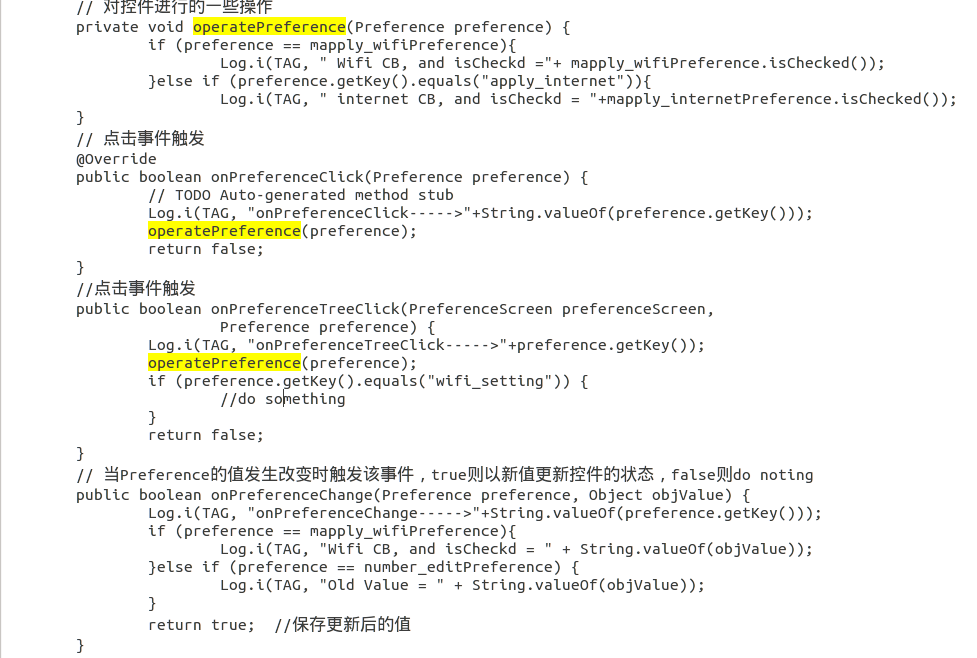 // 对控件进行的一些操作
private void operatePreference(Preference preference) {
if (preference == mapply_wifiPreference){
Log.i(TAG, " Wifi CB, and isCheckd ="+ mapply_wifiPreference.isChecked());
}else if (preference.getKey().equals("apply_internet")){
Log.i(TAG, " internet CB, and isCheckd = "+mapply_internetPreference.isChecked());
}
// 点击事件触发
@Override
public boolean onPreferenceClick(Preference preference) {
// TODO Auto-generated method stub
Log.i(TAG, "onPreferenceClick----->"+String.valueOf(preference.getKey()));
operatePreference(preference);
return false;
}
//点击事件触发
public boolean onPreferenceTreeClick(PreferenceScreen preferenceScreen,
Preference preference) {
Log.i(TAG, "onPreferenceTreeClick----->"+preference.getKey());
operatePreference(preference);
if (preference.getKey().equals("wifi_setting")) {
//do something
}
return false;
}
// 当Preference的值发生改变时触发该事件，true则以新值更新控件的状态，false则do noting
public boolean onPreferenceChange(Preference preference, Object objValue) {
Log.i(TAG, "onPreferenceChange----->"+String.valueOf(preference.getKey()));
if (preference == mapply_wifiPreference){
Log.i(TAG, "Wifi CB, and isCheckd = " + String.valueOf(objValue));
}else if (preference == number_editPreference) {
Log.i(TAG, "Old Value = " + String.valueOf(objValue));
}
return true;  //保存更新后的值
}